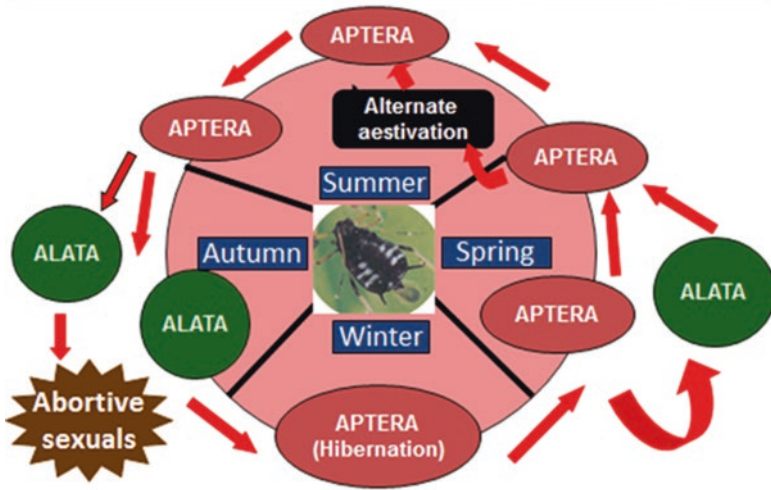 APTERA
APTERA
Alternate
aestivation
APTERA
Summer
ALATA
Autumn
Spring
ALATA
ALATA
APTERA
Winter
Abortive
sexuals
APTERA
(Hibernation)